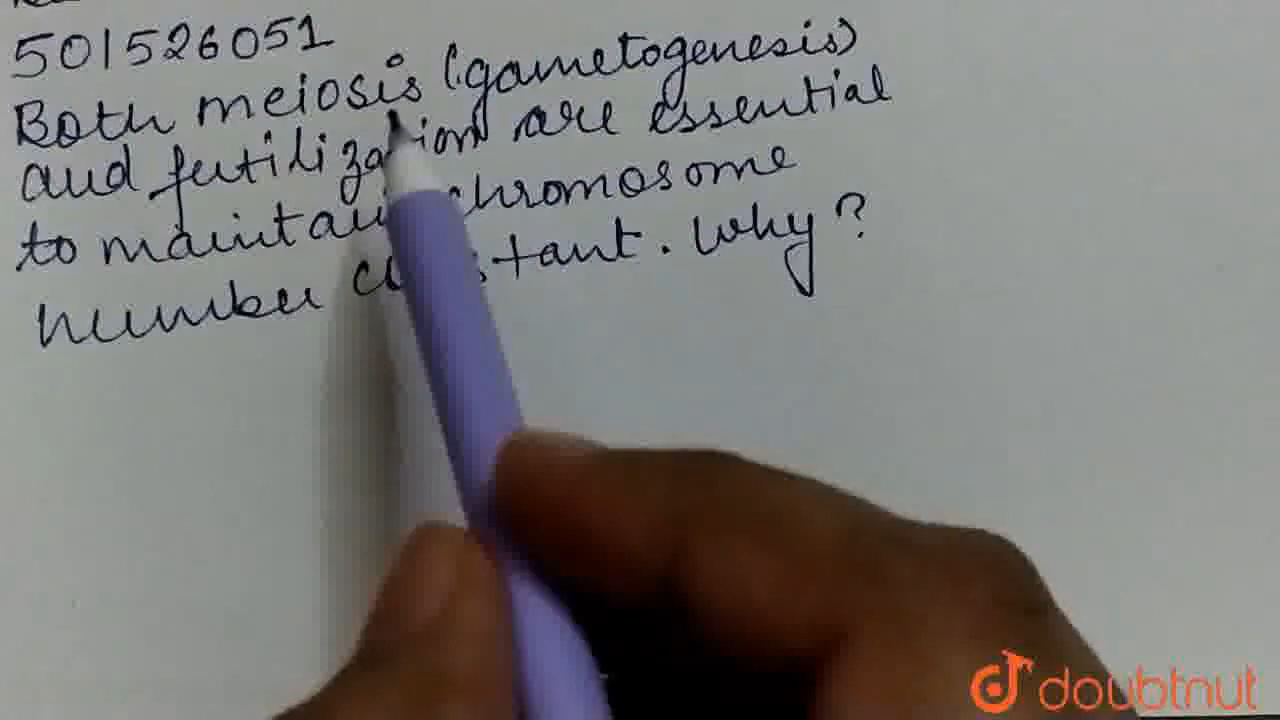 501526051
Both meiosis (gametogenesis)
and fertilization are essential
to maintain chromosome
number constant. Why?
doubtnut